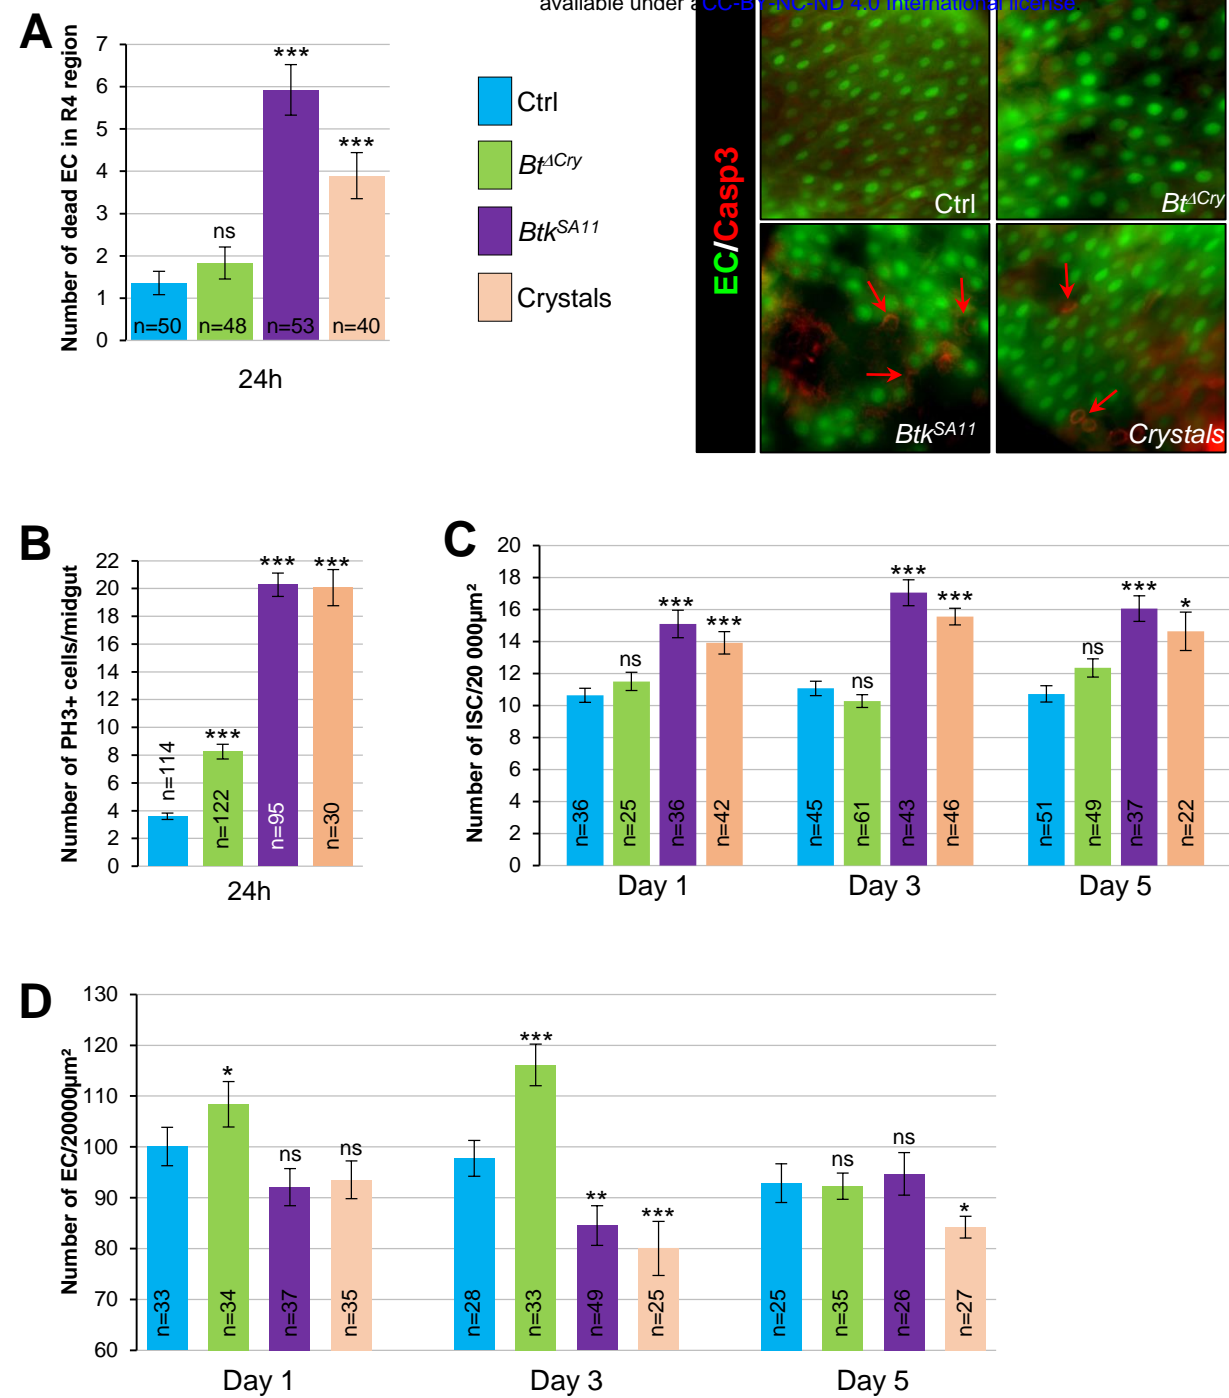 available under aCC-BY-NC-ND 4.0 International license.
A
Number of dead EC in R4 region
7
6
5
4
3
2
1
0
ns
***
***
n=50 n=48 n=53 n=40
24h
Ctrl
BtΔCry
BtkSA11
Crystals
EC/Casp3
Ctrl
BtΔCry
BtkSA11
Crystals
B
Number of PH3+ cells/midgut
22
20
18
16
14
12
10
8
6
4
2
0
***
***
***
n=114
n=122
n=95
n=30
24h
C
Number of ISC/20 000µm²
20
18
16
14
12
10
8
6
4
2
0
ns
***
***
ns
***
***
ns
***
*
n=36
n=25
n=36
n=42
n=45
n=61
n=43
n=46
n=51
n=49
n=37
n=22
Day 1
Day 3
Day 5
D
Number of EC/20000µm²
130
120
110
100
90
80
70
60
*
ns
ns
***
**
***
ns
ns
*
n=33
n=34
n=37
n=35
n=28
n=33
n=49
n=25
n=25
n=35
n=26
n=27
Day 1
Day 3
Day 5